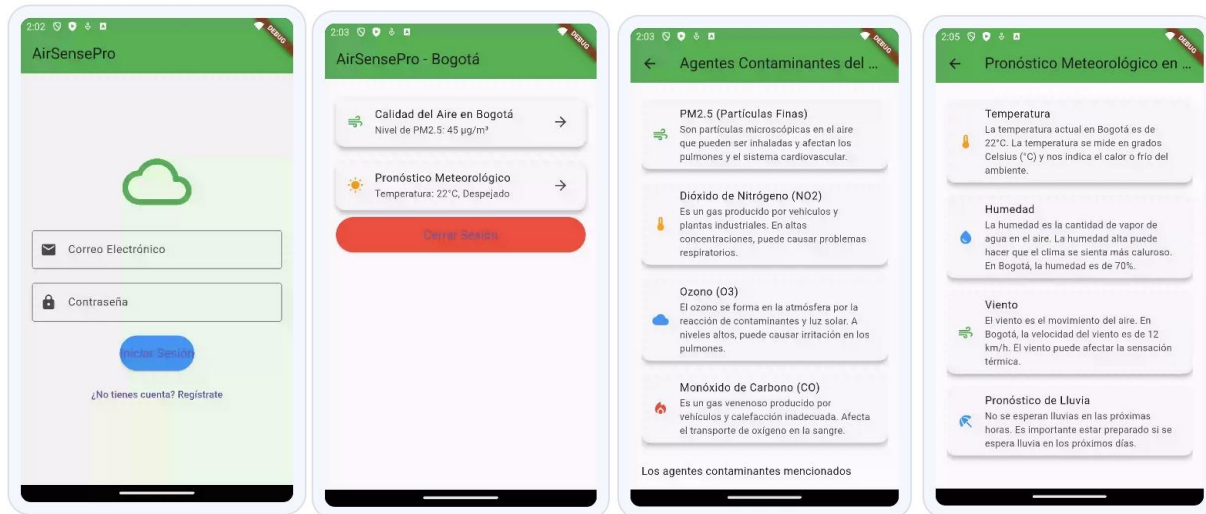 2:02
DEBUG
AirSensePro
Correo Electrónico
Contraseña
Iniciar Sesión
¿No tienes cuenta? Regístrate
2:03
DEBUG
AirSensePro - Bogotá
Calidad del Aire en Bogotá
Nivel de PM2.5: 45 µg/m³
Pronóstico Meteorológico
Temperatura: 22°C, Despejado
Cerrar Sesión
2:03
DEBUG
Agentes Contaminantes del ...
PM2.5 (Partículas Finas)
Son partículas microscópicas en el aire
que pueden ser inhaladas y afectan los
pulmones y el sistema cardiovascular.
Dióxido de Nitrógeno (NO2)
Es un gas producido por vehículos y
plantas industriales. En altas
concentraciones, puede causar problemas
respiratorios.
Ozono (O3)
El ozono se forma en la atmósfera por la
reacción de contaminantes y luz solar. A
niveles altos, puede causar irritación en los
pulmones.
Monóxido de Carbono (CO)
Es un gas venenoso producido por
vehículos y calefacción inadecuada. Afecta
el transporte de oxígeno en la sangre.
Los agentes contaminantes mencionados
2:05
DEBUG
Pronóstico Meteorológico en ...
Temperatura
La temperatura actual en Bogotá es de
22°C. La temperatura se mide en grados
Celsius (°C) y nos indica el calor o frío del
ambiente.
Humedad
La humedad es la cantidad de vapor de
agua en el aire. La humedad alta puede
hacer que el clima se sienta más caluroso.
En Bogotá, la humedad es de 70%.
Viento
El viento es el movimiento del aire. En
Bogotá, la velocidad del viento es de 12
km/h. El viento puede afectar la sensación
térmica.
Pronóstico de Lluvia
No se esperan lluvias en las próximas
horas. Es importante estar preparado si se
espera lluvia en los próximos días.